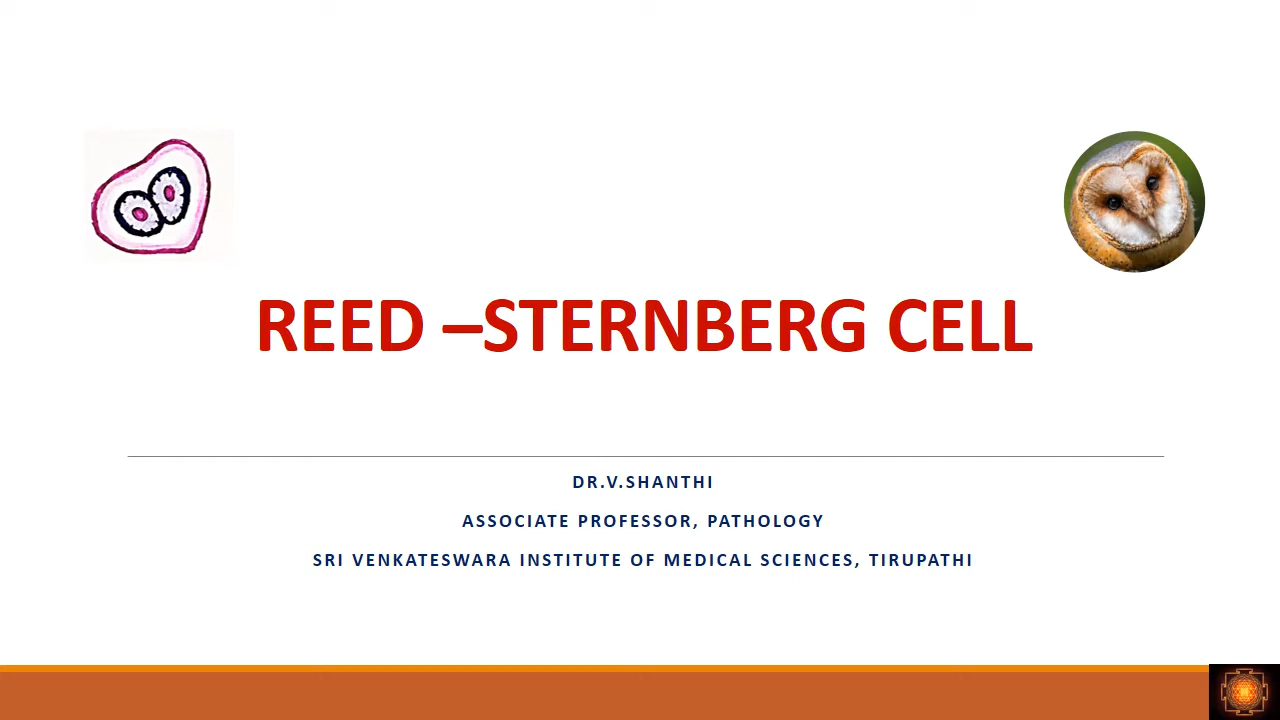 REED –STERNBERG CELL
DR.V.SHANTHI
ASSOCIATE PROFESSOR, PATHOLOGY
SRI VENKATESWARA INSTITUTE OF MEDICAL SCIENCES, TIRUPATHI